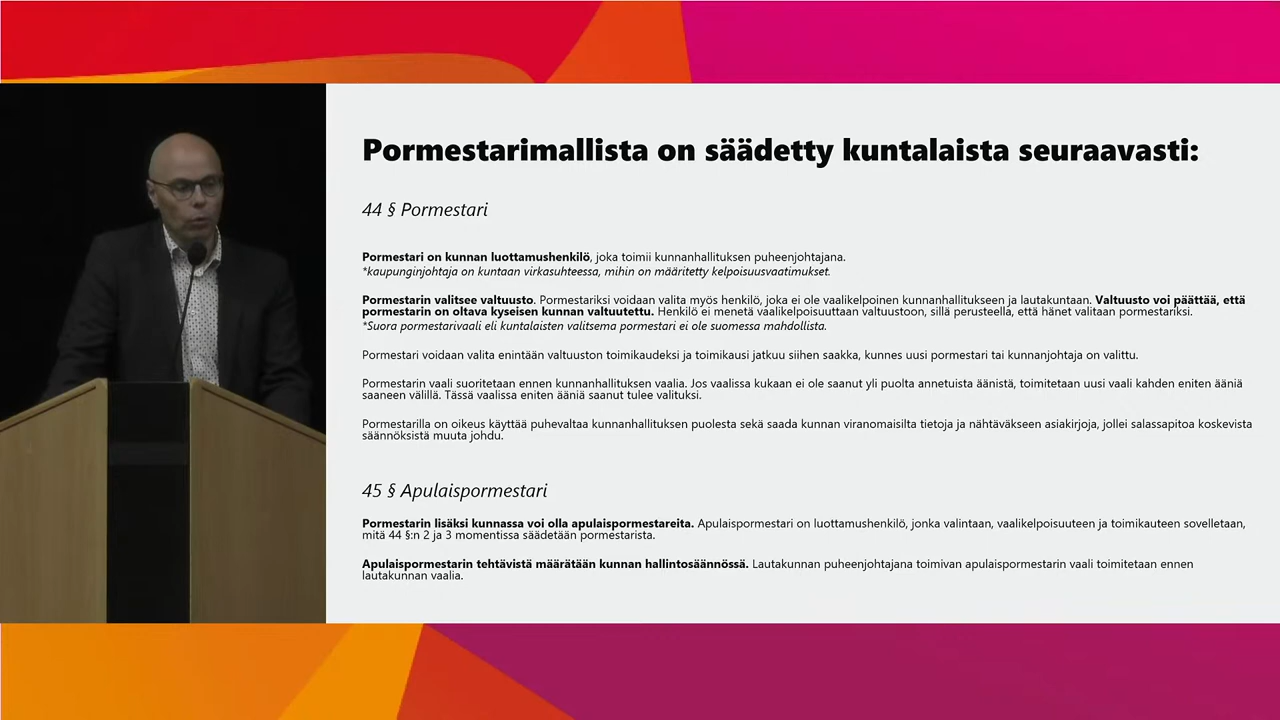 Pormestarimallista on säädetty kuntalaista seuraavasti:
44 § Pormestari
Pormestari on kunnan luottamushenkilö, joka toimii kunnanhallituksen puheenjohtajana.
*kaupunginjohtaja on kuntaan virkasuhteessa, mihin on määritetty kelpoisuusvaatimukset.
Pormestarin valitsee valtuusto. Pormestariksi voidaan valita myös henkilö, joka ei ole vaalikelpoinen kunnanhallitukseen ja lautakuntaan. Valtuusto voi päättää, että
pormestarin on oltava kyseisen kunnan valtuutettu. Henkilö ei menetä vaalikelpoisuuttaan valtuustoon, sillä perusteella, että hänet valitaan pormestariksi.
*Suora pormestarivaali eli kuntalaisten valitsema pormestari ei ole suomessa mahdollista.
Pormestari voidaan valita enintään valtuuston toimikaudeksi ja toimikausi jatkuu siihen saakka, kunnes uusi pormestari tai kunnanjohtaja on valittu.
Pormestarin vaali suoritetaan ennen kunnanhallituksen vaalia. Jos vaalissa kukaan ei ole saanut yli puolta annetuista äänistä, toimitetaan uusi vaali kahden eniten ääniä
saaneen välillä. Tässä vaalissa eniten ääniä saanut tulee valituksi.
Pormestarilla on oikeus käyttää puhevaltaa kunnanhallituksen puolesta sekä saada kunnan viranomaisilta tietoja ja nähtäväkseen asiakirjoja, jollei salassapitoa koskevista
säännöksistä muuta johdu.
45 § Apulaispormestari
Pormestarin lisäksi kunnassa voi olla apulaispormestareita. Apulaispormestari on luottamushenkilö, jonka valintaan, vaalikelpoisuuteen ja toimikauteen sovelletaan,
mitä 44 §:n 2 ja 3 momentissa säädetään pormestarista.
Apulaispormestarin tehtävistä määrätään kunnan hallintosäännössä. Lautakunnan puheenjohtajana toimivan apulaispormestarin vaali toimitetaan ennen
lautakunnan vaalia.